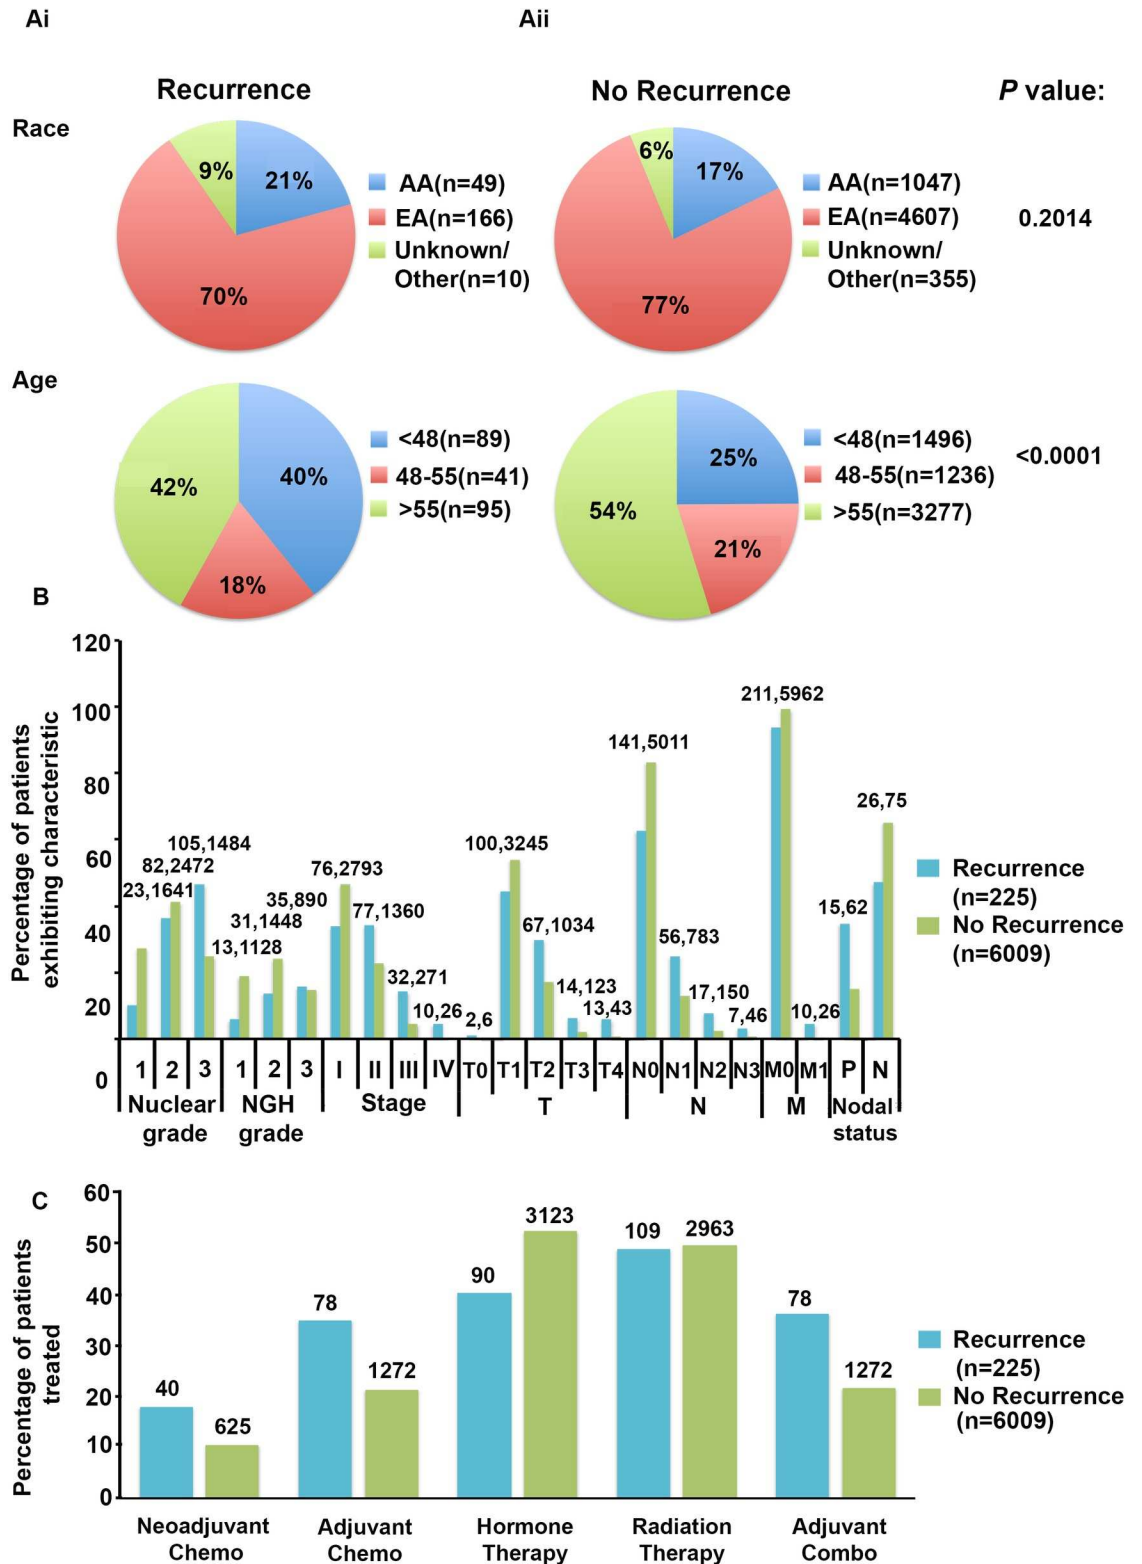 Ai
Aii
Recurrence
No Recurrence
P value:
Race
9%
21%
70%
AA(n=49)
EA(n=166)
Unknown/
Other(n=10)
6%
17%
77%
AA(n=1047)
EA(n=4607)
Unknown/
Other(n=355)
0.2014
Age
42%
40%
18%
<48(n=89)
48-55(n=41)
>55(n=95)
54%
25%
21%
<48(n=1496)
48-55(n=1236)
>55(n=3277)
<0.0001
B
Percentage of patients
exhibiting characteristic
120
100
80
60
40
20
0
23,1641
82,2472
105,1484
13,1128
31,1448
35,890
76,2793
77,1360
32,271
10,26
2,6
100,3245
67,1034
14,123
13,43
141,5011
56,783
17,150
7,46
211,5962
10,26
15,62
26,75
1 2 3 1 2 3 I II III IV T0 T1 T2 T3 T4 N0 N1 N2 N3 M0 M1 P N
Nuclear
grade
NGH
grade
Stage
T
N
M
Nodal
status
Recurrence
(n=225)
No Recurrence
(n=6009)
C
Percentage of patients
treated
60
50
40
30
20
10
0
40
625
78
1272
90
3123
109
2963
78
1272
Neoadjuvant
Chemo
Adjuvant
Chemo
Hormone
Therapy
Radiation
Therapy
Adjuvant
Combo
Recurrence
(n=225)
No Recurrence
(n=6009)